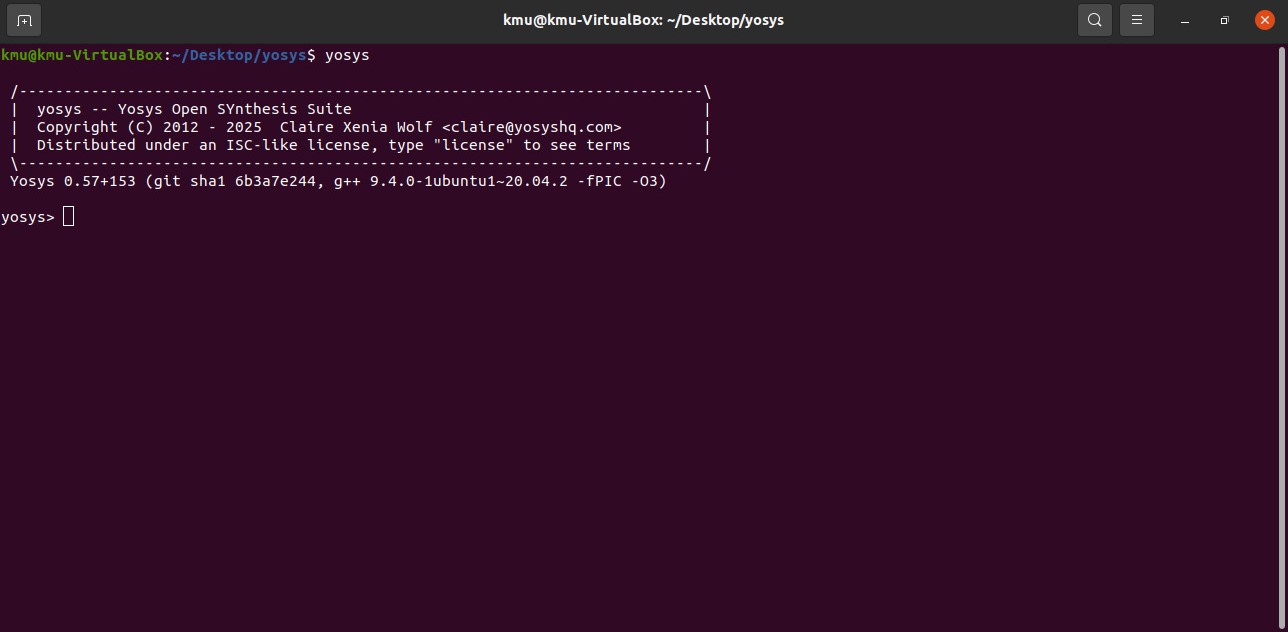 kmu@kmu-VirtualBox: ~/Desktop/yosys
kmu@kmu-VirtualBox:~/Desktop/yosys$ yosys
/----------------------------------------------------------------------------\
|  yosys -- Yosys Open SYnthesis Suite                                       |
|  Copyright (C) 2012 - 2025  Claire Xenia Wolf <claire@yosyshq.com>         |
|  Distributed under an ISC-like license, type "license" to see terms        |
\----------------------------------------------------------------------------/
Yosys 0.57+153 (git sha1 6b3a7e244, g++ 9.4.0-1ubuntu1~20.04.2 -fPIC -O3)
yosys>